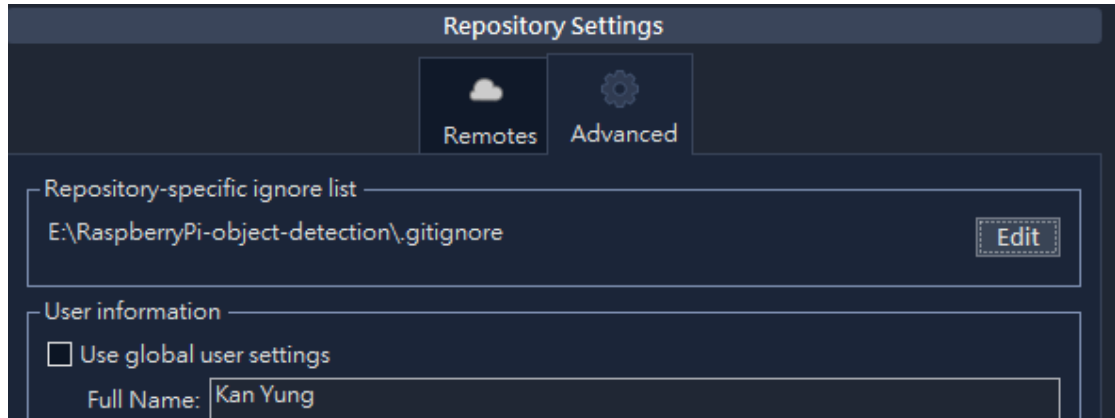 Repository Settings
Remotes
Advanced
Repository-specific ignore list
E:\RaspberryPi-object-detection\.gitignore
Edit
User information
Use global user settings
Full Name: Kan Yung